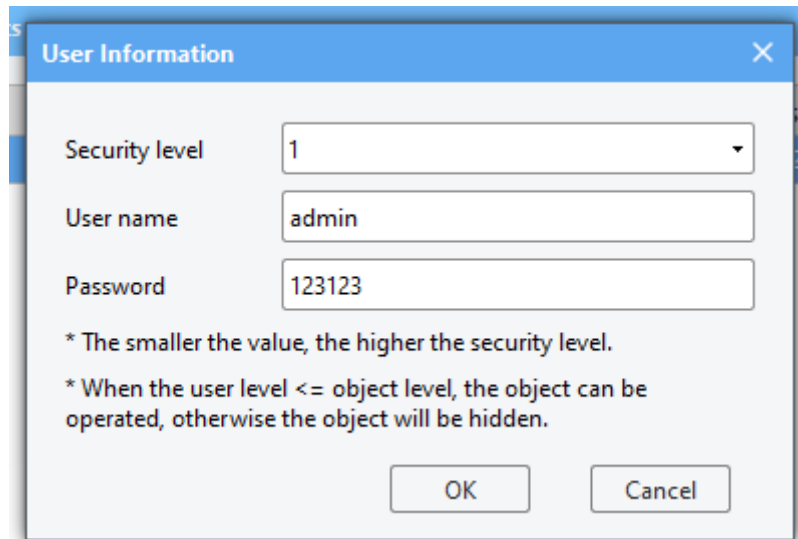 User Information
Security level
1
User name
admin
Password
123123
* The smaller the value, the higher the security level.
* When the user level <= object level, the object can be
operated, otherwise the object will be hidden.
OK
Cancel